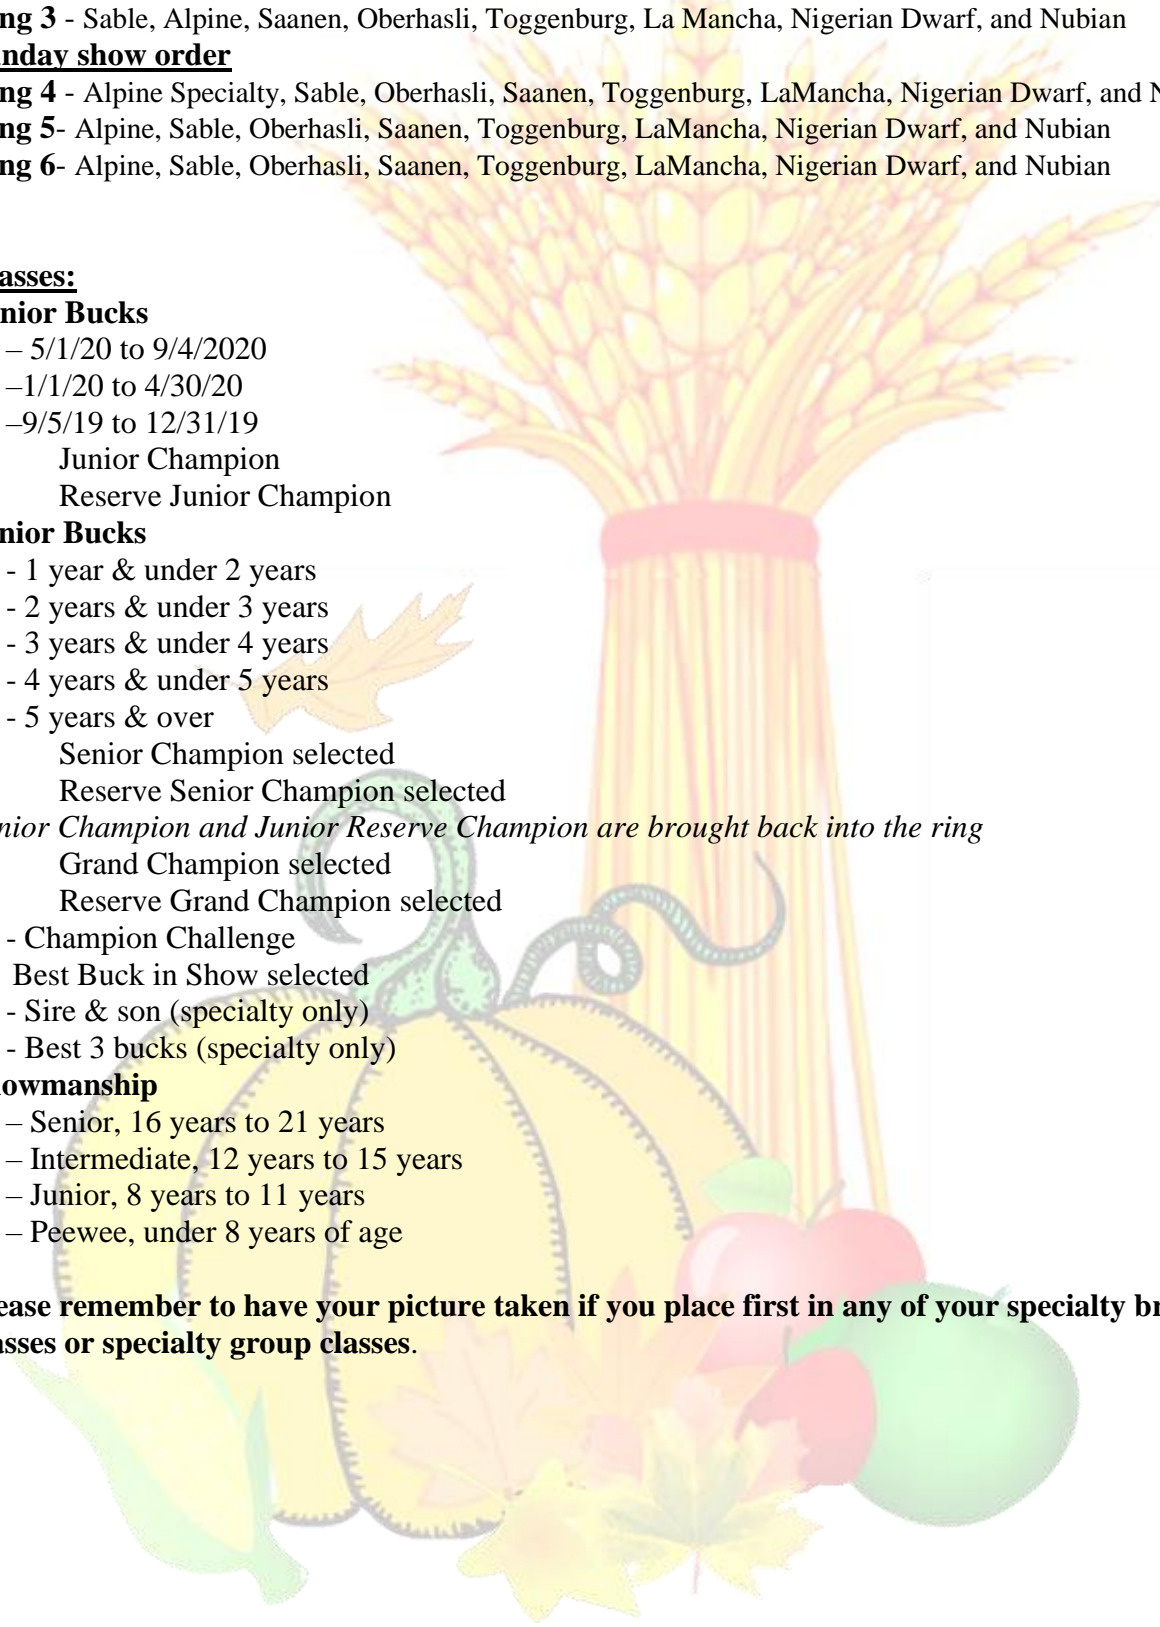 ng 3 - Sable, Alpine, Saanen, Oberhasli, Toggenburg, La Mancha, Nigerian Dwarf, and Nubian
nday show order
ng 4 - Alpine Specialty, Sable, Oberhasli, Saanen, Toggenburg, LaMancha, Nigerian Dwarf, and N
ng 5- Alpine, Sable, Oberhasli, Saanen, Toggenburg, LaMancha, Nigerian Dwarf, and Nubian
ng 6- Alpine, Sable, Oberhasli, Saanen, Toggenburg, LaMancha, Nigerian Dwarf, and Nubian
asses:
nior Bucks
– 5/1/20 to 9/4/2020
–1/1/20 to 4/30/20
–9/5/19 to 12/31/19
Junior Champion
Reserve Junior Champion
nior Bucks
- 1 year & under 2 years
- 2 years & under 3 years
- 3 years & under 4 years
- 4 years & under 5 years
- 5 years & over
Senior Champion selected
Reserve Senior Champion selected
nior Champion and Junior Reserve Champion are brought back into the ring
Grand Champion selected
Reserve Grand Champion selected
- Champion Challenge
Best Buck in Show selected
- Sire & son (specialty only)
- Best 3 bucks (specialty only)
owmanship
– Senior, 16 years to 21 years
– Intermediate, 12 years to 15 years
– Junior, 8 years to 11 years
– Peewee, under 8 years of age
ease remember to have your picture taken if you place first in any of your specialty br
asses or specialty group classes.